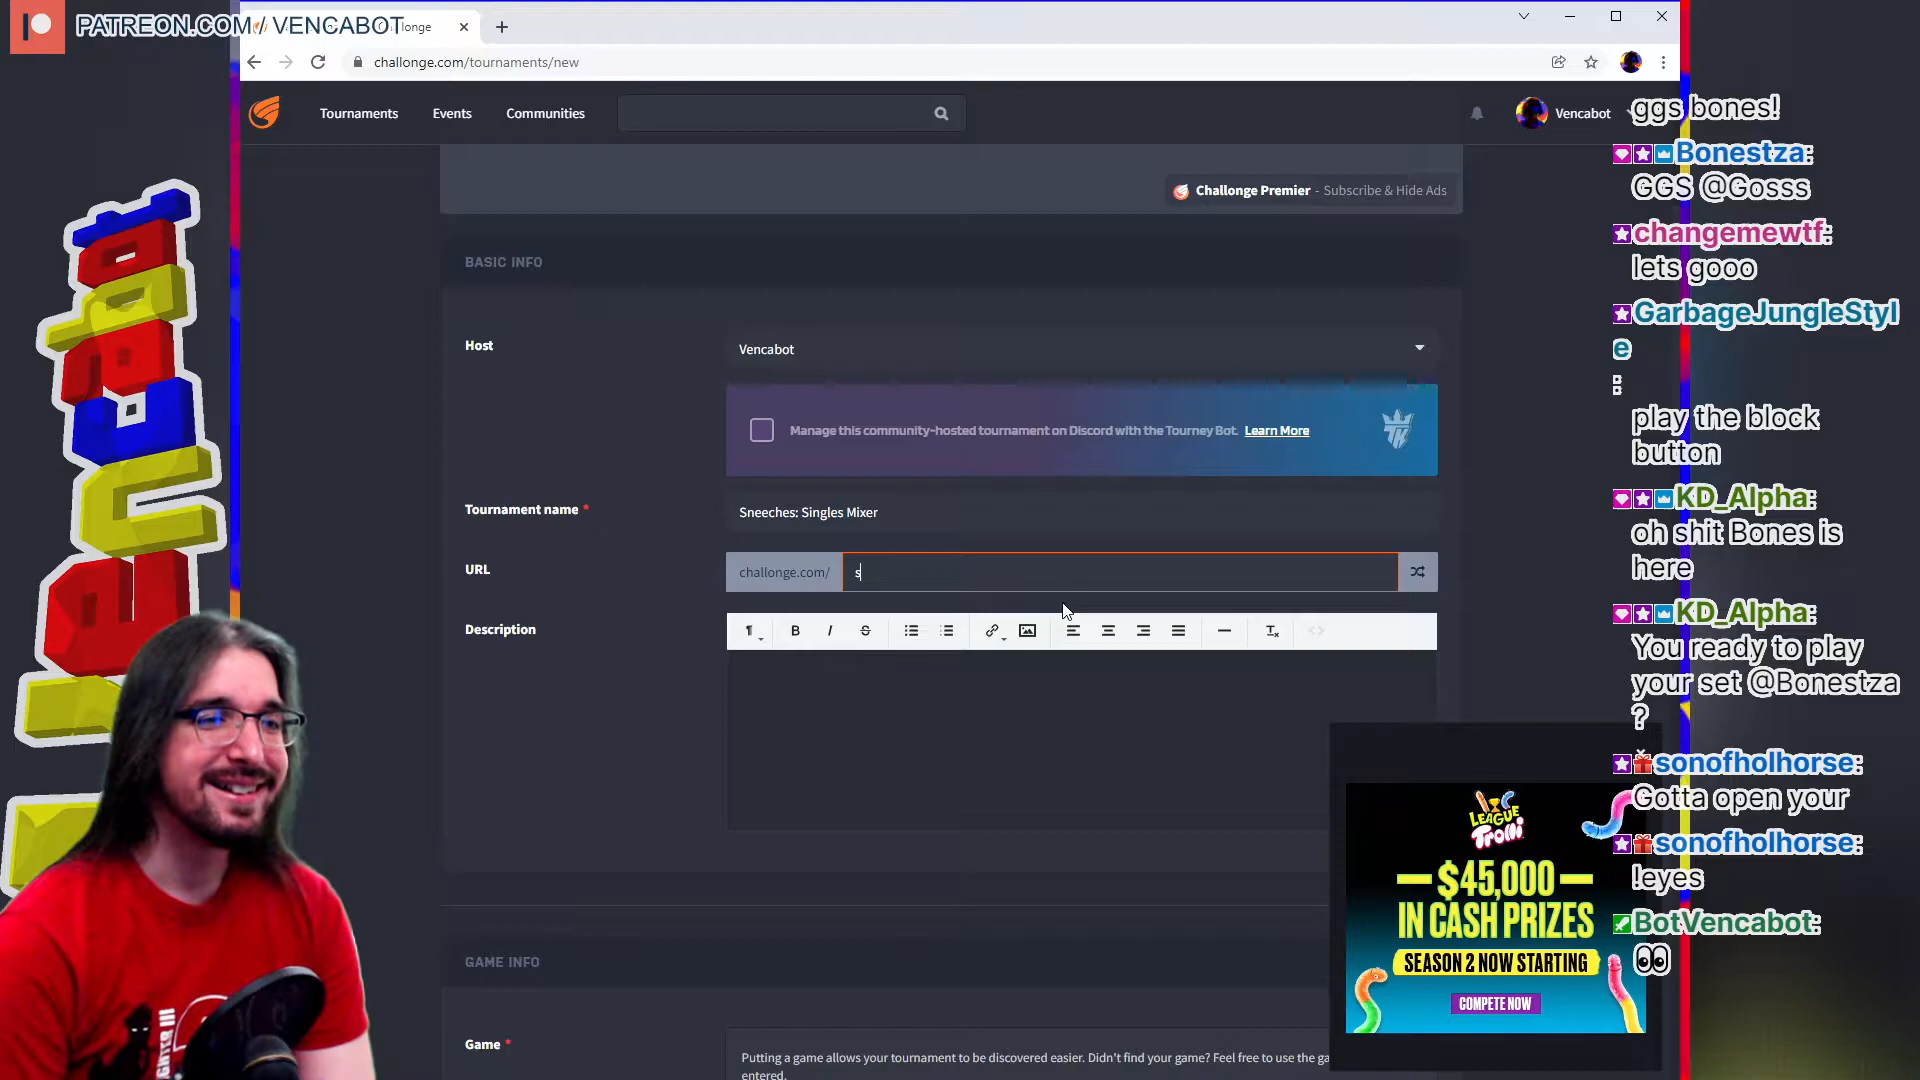 PATREON.COM // VENCABOT
longe
challonge.com/tournaments/new
Tournaments
Events
Communities
Vencabot
Challonge Premier - Subscribe & Hide Ads
BASIC INFO
Host
Vencabot
Manage this community-hosted tournament on Discord with the Tourney Bot. Learn More
Tournament name *
Sneeches: Singles Mixer
URL
challonge.com/
s
Description
GAME INFO
Game *
Putting a game allows your tournament to be discovered easier. Didn't find your game? Feel free to use the ga
entered.
LEAGUE
Trolli
$45,000
IN CASH PRIZES
SEASON 2 NOW STARTING
COMPETE NOW
ggs bones!
Bonestza:
GGS @Gosss
changemewtf:
lets gooo
GarbageJungleStyl
e
:
play the block
button
KD_Alpha:
oh shit Bones is
here
KD_Alpha:
You ready to play
your set @Bonestza
?
sonofholhorse:
Gotta open your
sonofholhorse:
!eyes
BotVencabot:
Vencabot